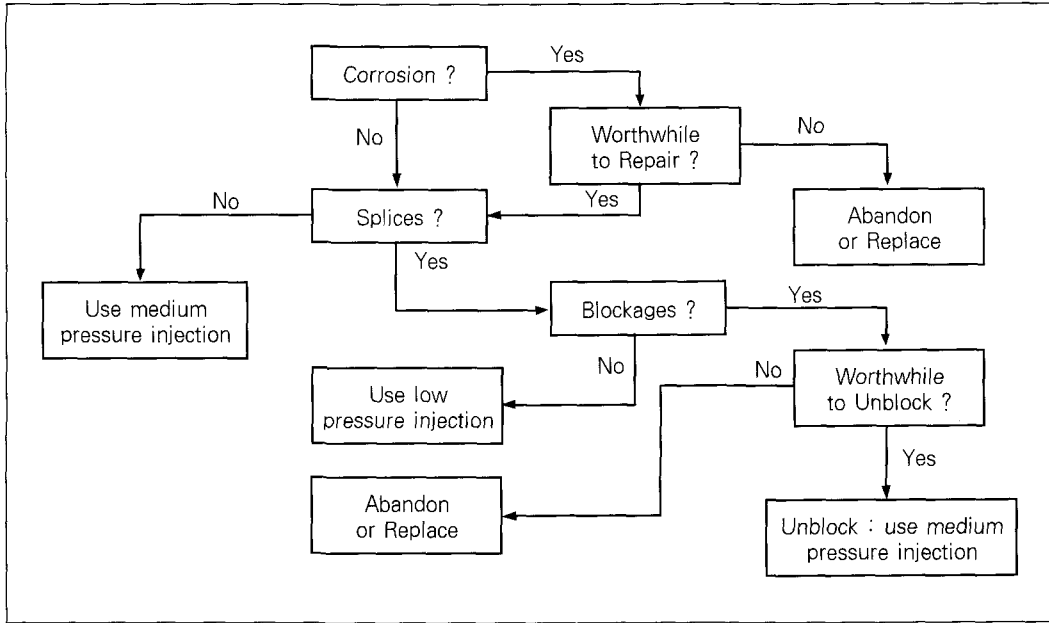 Corrosion ?
Yes
No
Worthwhile
to Repair ?
No
Yes
Abandon
or Replace
Splices ?
No
Yes
Use medium
pressure injection
Blockages ?
Yes
No
Use low
pressure injection
Worthwhile
to Unblock ?
No
Yes
Abandon
or Replace
Unblock : use medium
pressure injection